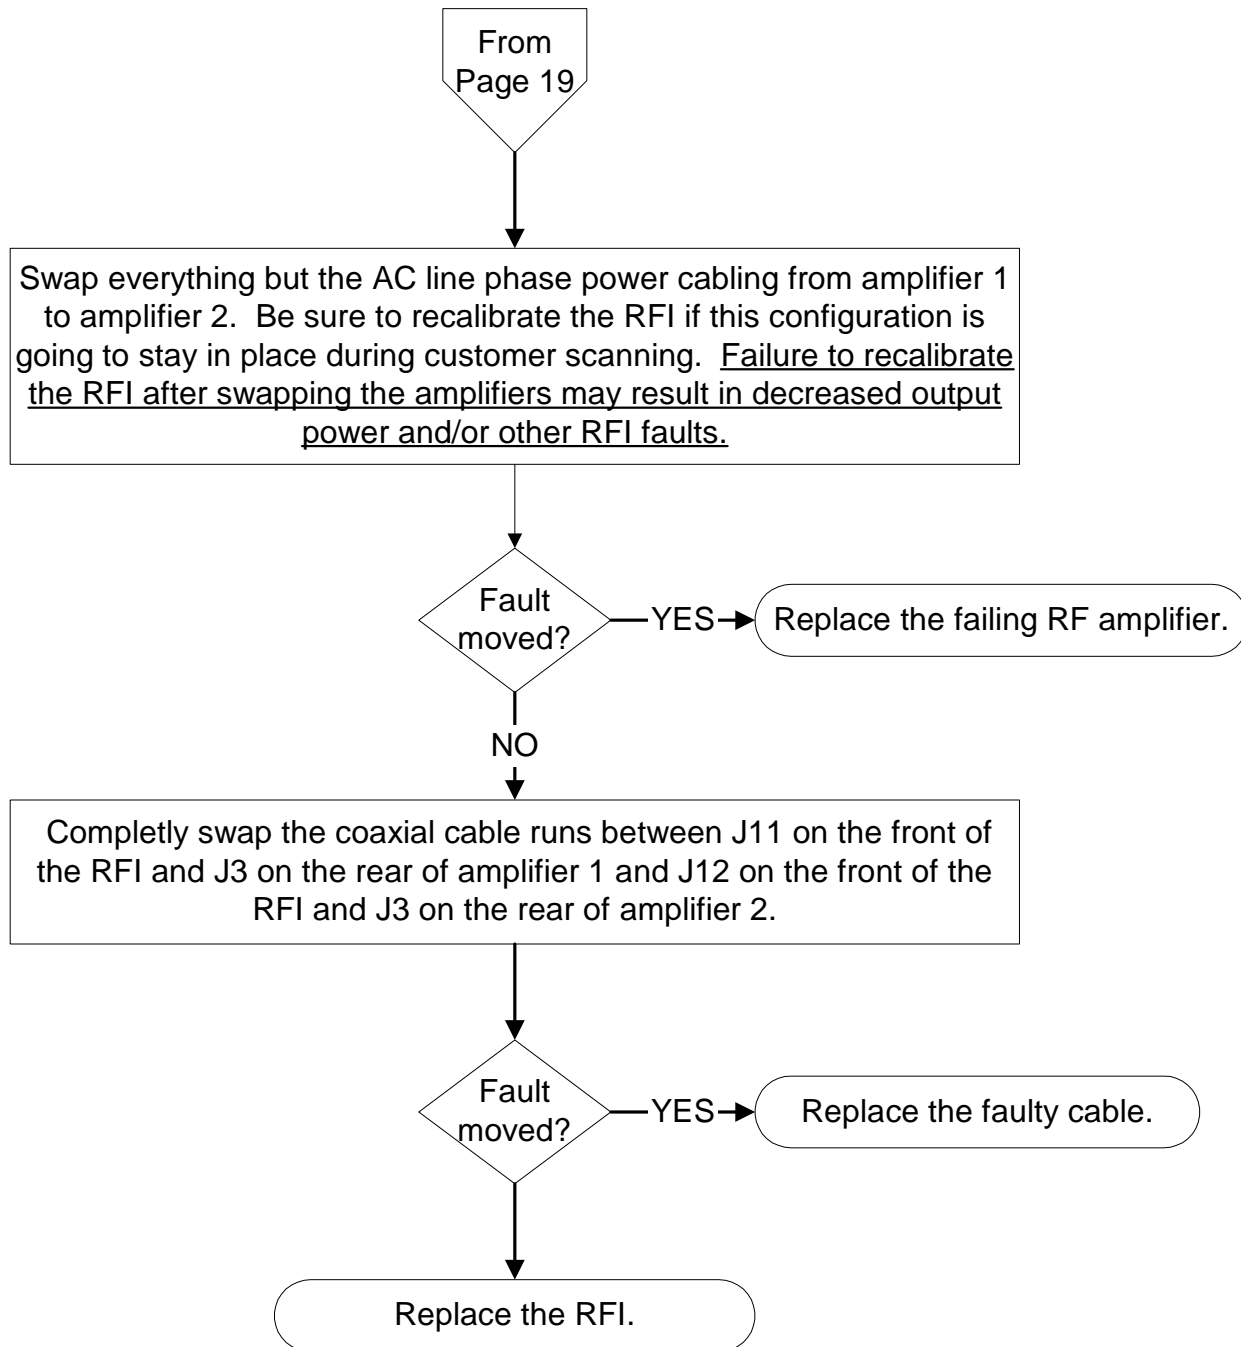 From
Page 19
Swap everything but the AC line phase power cabling from amplifier 1
to amplifier 2.  Be sure to recalibrate the RFI if this configuration is
going to stay in place during customer scanning.  Failure to recalibrate
the RFI after swapping the amplifiers may result in decreased output
power and/or other RFI faults.
Fault
moved?
YES
Replace the failing RF amplifier.
NO
Completly swap the coaxial cable runs between J11 on the front of
the RFI and J3 on the rear of amplifier 1 and J12 on the front of the
RFI and J3 on the rear of amplifier 2.
Fault
moved?
YES
Replace the faulty cable.
Replace the RFI.